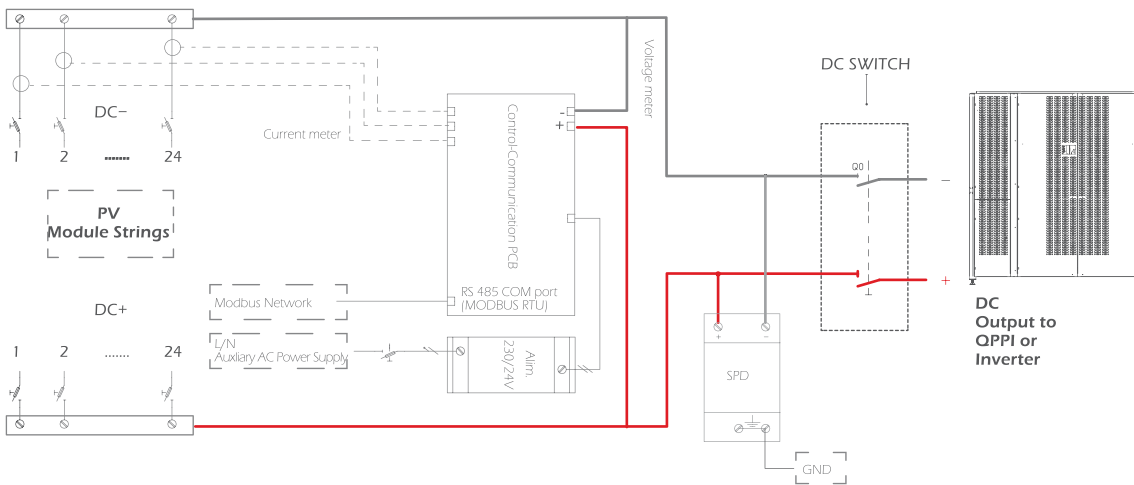 DC SWITCH
Voltage meter
Control-Communication PCB
-
+
Current meter
DC−
1 2 ....... 24
PV
Module Strings
Q0
−
+
RS 485 COM port
(MODBUS RTU)
Modbus Network
DC+
L/N
Auxliary AC Power Supply
1 2 ....... 24
Alim.
230/24V
+ −
SPD
GND
DC
Output to
QPPI or
Inverter